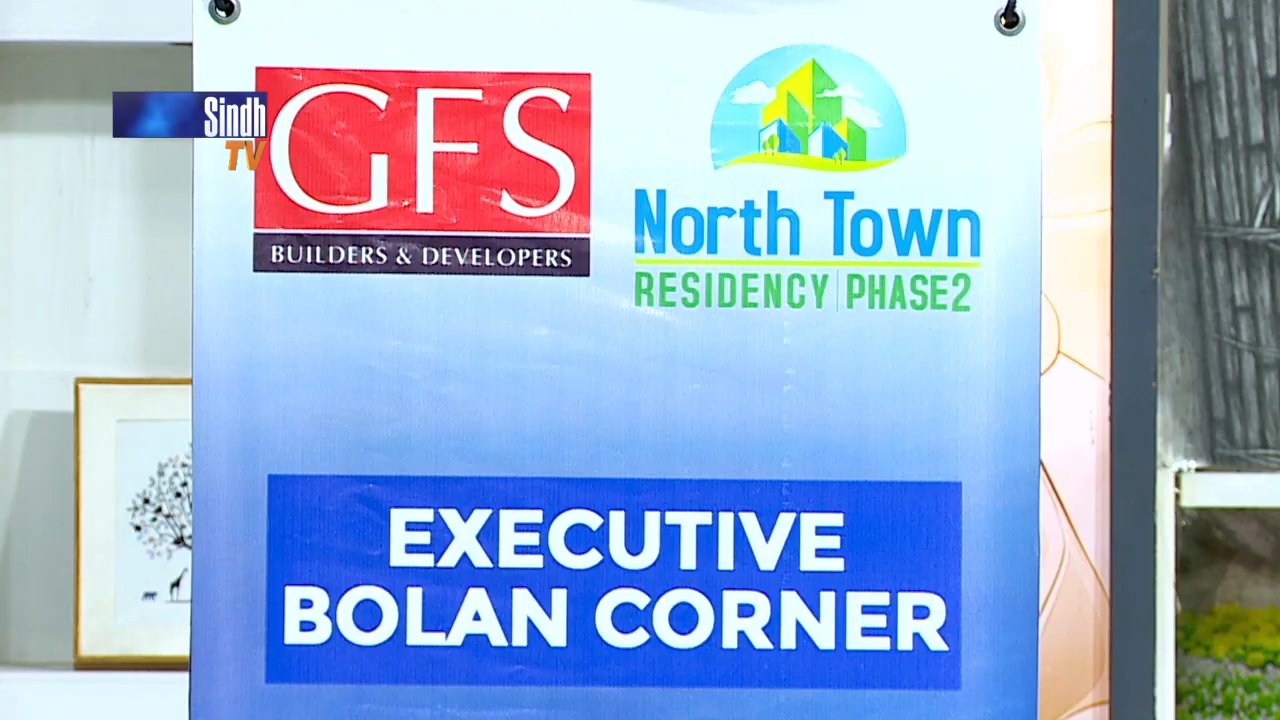 Sindh
TV
GFS
BUILDERS & DEVELOPERS
North Town
RESIDENCY PHASE2
EXECUTIVE
BOLAN CORNER